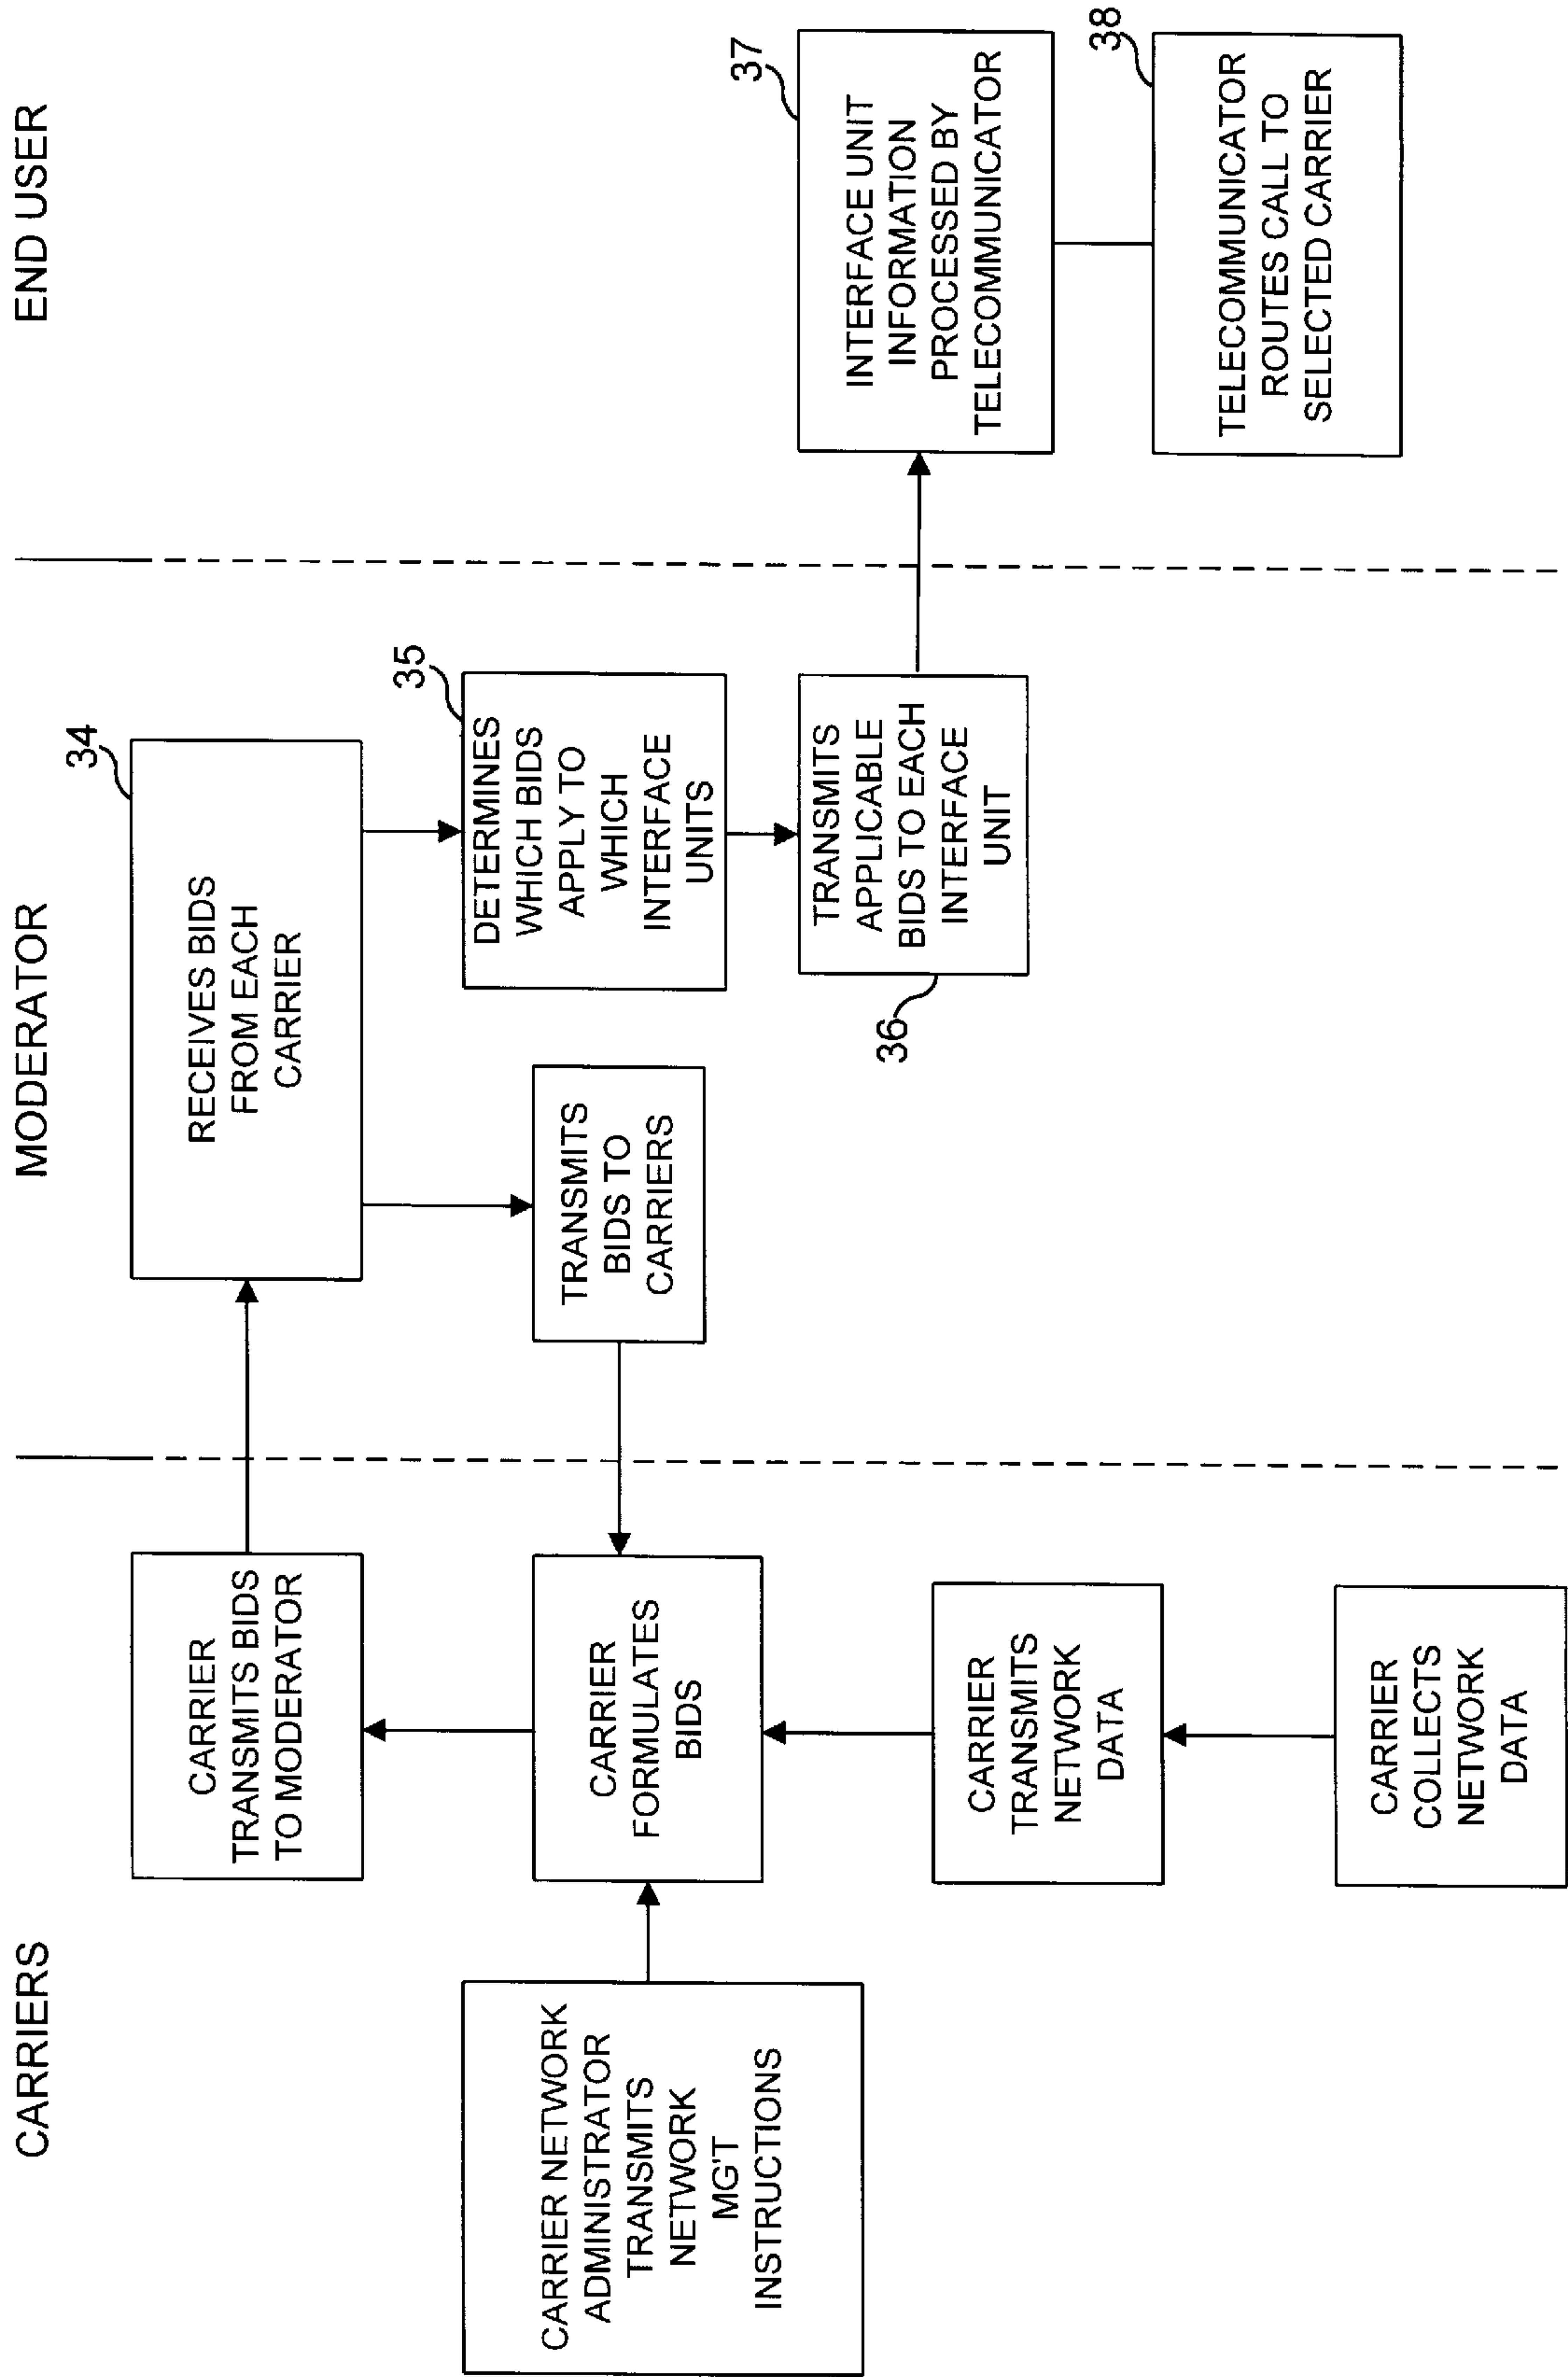 CARRIERS
CARRIER NETWORK
ADMINISTRATOR
TRANSMITS
NETWORK
MG'T
INSTRUCTIONS
CARRIER
TRANSMITS BIDS
TO MODERATOR
CARRIER
FORMULATES
BIDS
CARRIER
TRANSMITS
NETWORK
DATA
CARRIER
COLLECTS
NETWORK
DATA
MODERATOR
34
RECEIVES BIDS
FROM EACH
CARRIER
TRANSMITS
BIDS TO
CARRIERS
35
DETERMINES
WHICH BIDS
APPLY TO
WHICH
INTERFACE
UNITS
36
TRANSMITS
APPLICABLE
BIDS TO EACH
INTERFACE
UNIT
END USER
37
INTERFACE UNIT
INFORMATION
PROCESSED BY
TELECOMMUNICATOR
38
TELECOMMUNICATOR
ROUTES CALL TO
SELECTED CARRIER